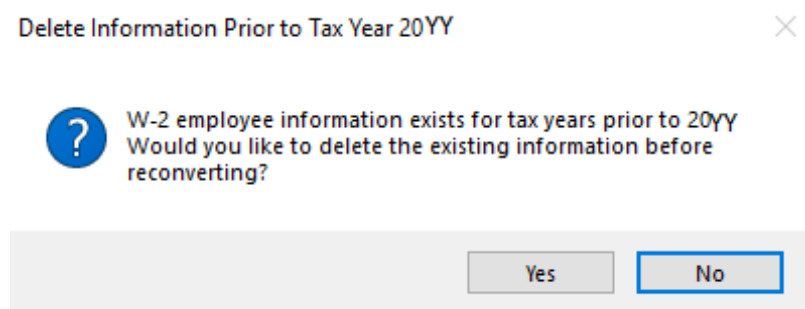 Delete Information Prior to Tax Year 20YY
?
W-2 employee information exists for tax years prior to 20YY
Would you like to delete the existing information before
reconverting?
Yes No